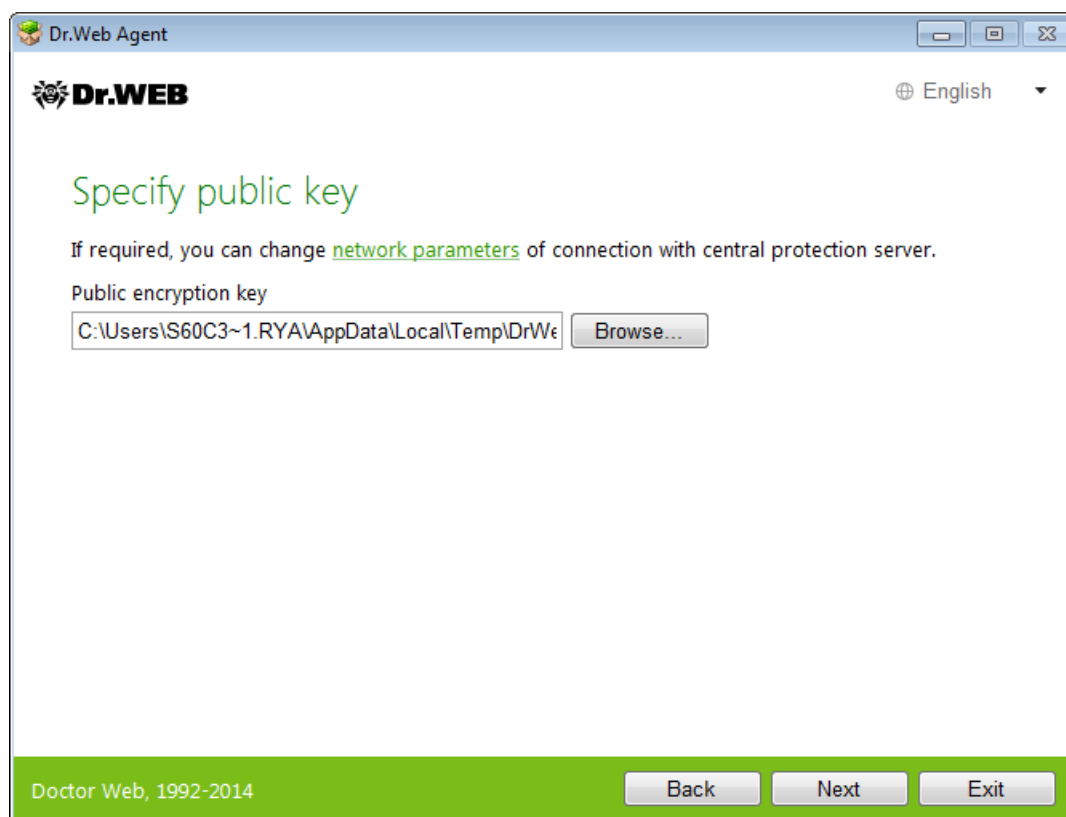 Dr.Web Agent
Dr.WEB
English
Specify public key
If required, you can change network parameters of connection with central protection server.
Public encryption key
C:\Users\S60C3~1.RYA\AppData\Local\Temp\DrWe
Browse...
Doctor Web, 1992-2014
Back
Next
Exit